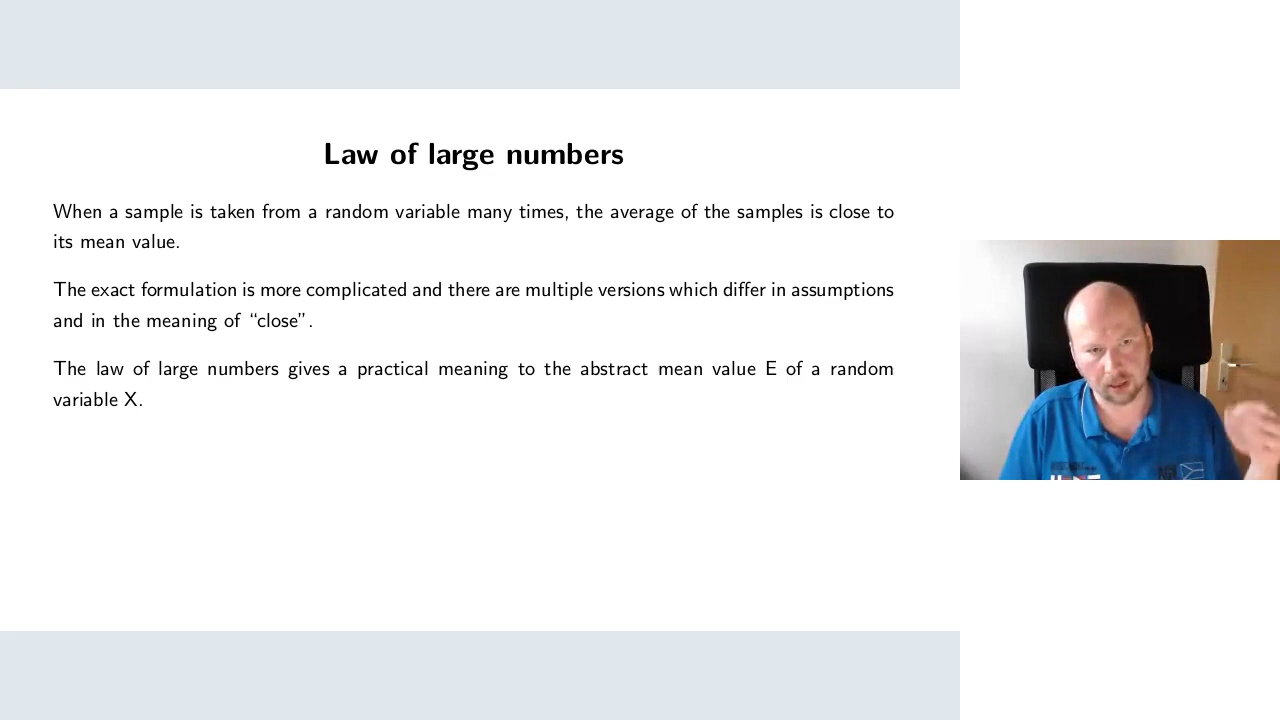 Law of large numbers
When a sample is taken from a random variable many times, the average of the samples is close to
its mean value.
The exact formulation is more complicated and there are multiple versions which differ in assumptions
and in the meaning of “close”.
The law of large numbers gives a practical meaning to the abstract mean value E of a random
variable X.